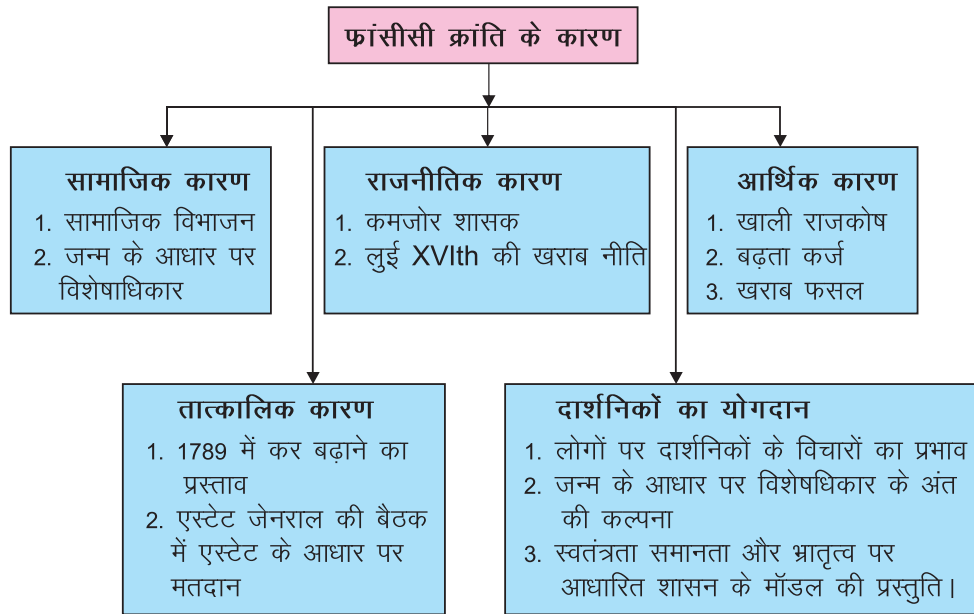 फ्रांसीसी क्रांति के कारण
सामाजिक कारण
1. सामाजिक विभाजन
2. जन्म के आधार पर
विशेषाधिकार
राजनीतिक कारण
1. कमजोर शासक
2. लुई XVIth की खराब नीति
आर्थिक कारण
1. खाली राजकोष
2. बढ़ता कर्ज
3. खराब फसल
तात्कालिक कारण
1. 1789 में कर बढ़ाने का
प्रस्ताव
2. एस्टेट जेनराल की बैठक
में एस्टेट के आधार पर
मतदान
दार्शनिकों का योगदान
1. लोगों पर दार्शनिकों के विचारों का प्रभाव
2. जन्म के आधार पर विशेषधिकार के अंत
की कल्पना
3. स्वतंत्रता समानता और भ्रातृत्व पर
आधारित शासन के मॉडल की प्रस्तुति।